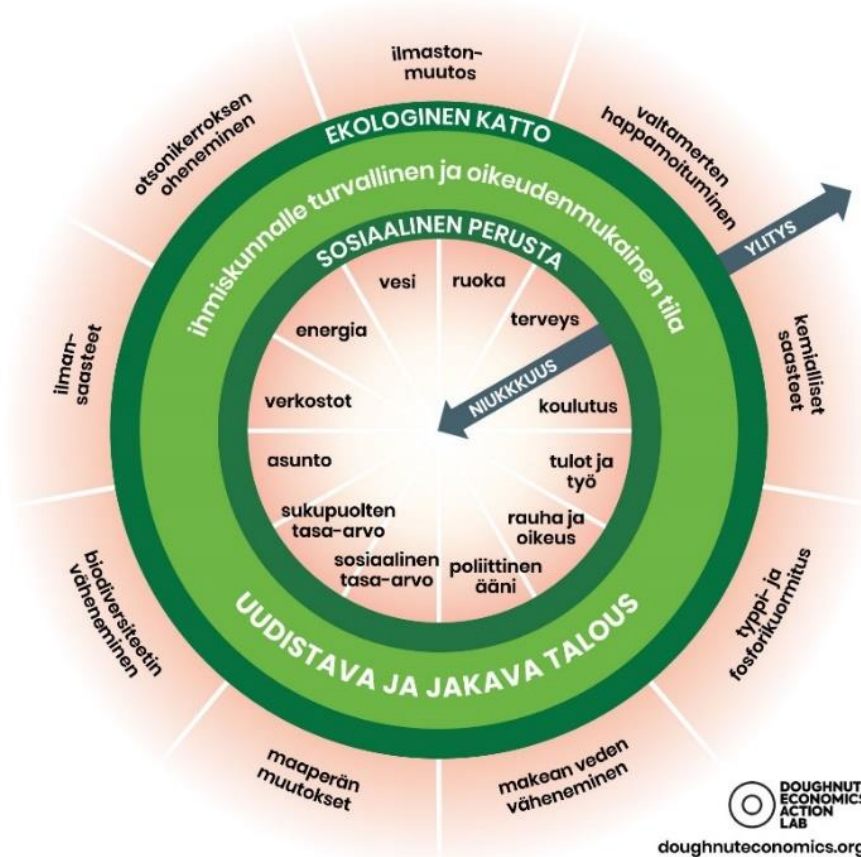 ilmaston-
muutos
otsonikerroksen
oheneminen
EKOLOGINEN KATTO
valtamerten
happamoituminen
ihmiskunnalle turvallinen ja oikeudenmukainen tila
YLITYS
SOSIAALINEN PERUSTA
vesi
ruoka
energia
terveys
ilman-
saasteet
kemialliset
saasteet
NIUKKKUUS
verkostot
koulutus
asunto
tulot ja
työ
sukupuolten
tasa-arvo
rauha ja
oikeus
sosiaalinen
tasa-arvo
poliittinen
ääni
biodiversiteetin
väheneminen
typpi- ja
fosforikuormitus
UUDISTAVA JA JAKAVA TALOUS
maaperän
muutokset
makean veden
väheneminen
DOUGHNUT
ECONOMICS
ACTION
LAB
doughnuteconomics.org